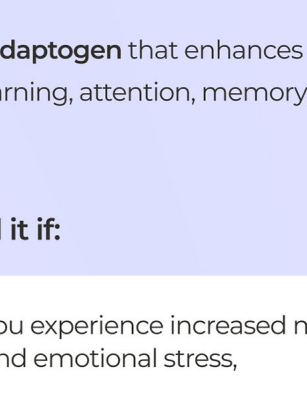 daptogen that enhances
rning, attention, memory
it if:
ou experience increased m
nd emotional stress,